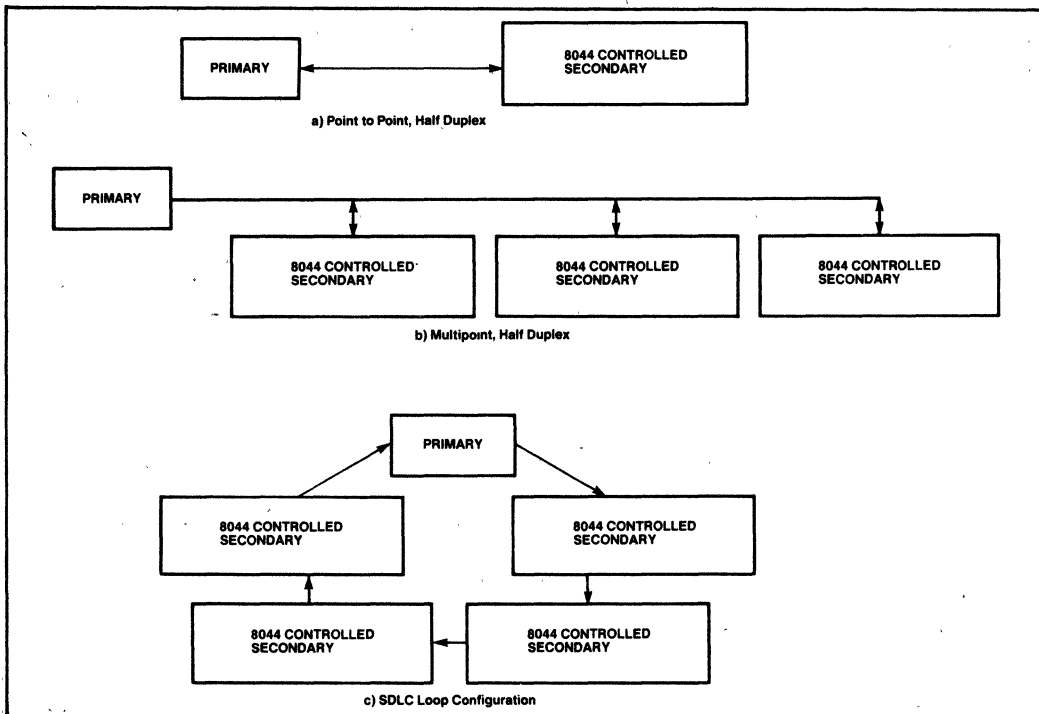 PRIMARY
8044 CONTROLLED
SECONDARY
a) Point to Point, Half Duplex
PRIMARY
8044 CONTROLLED
SECONDARY
8044 CONTROLLED
SECONDARY
8044 CONTROLLED
SECONDARY
b) Multipoint, Half Duplex
PRIMARY
8044 CONTROLLED
SECONDARY
8044 CONTROLLED
SECONDARY
8044 CONTROLLED
SECONDARY
8044 CONTROLLED
SECONDARY
c) SDLC Loop Configuration